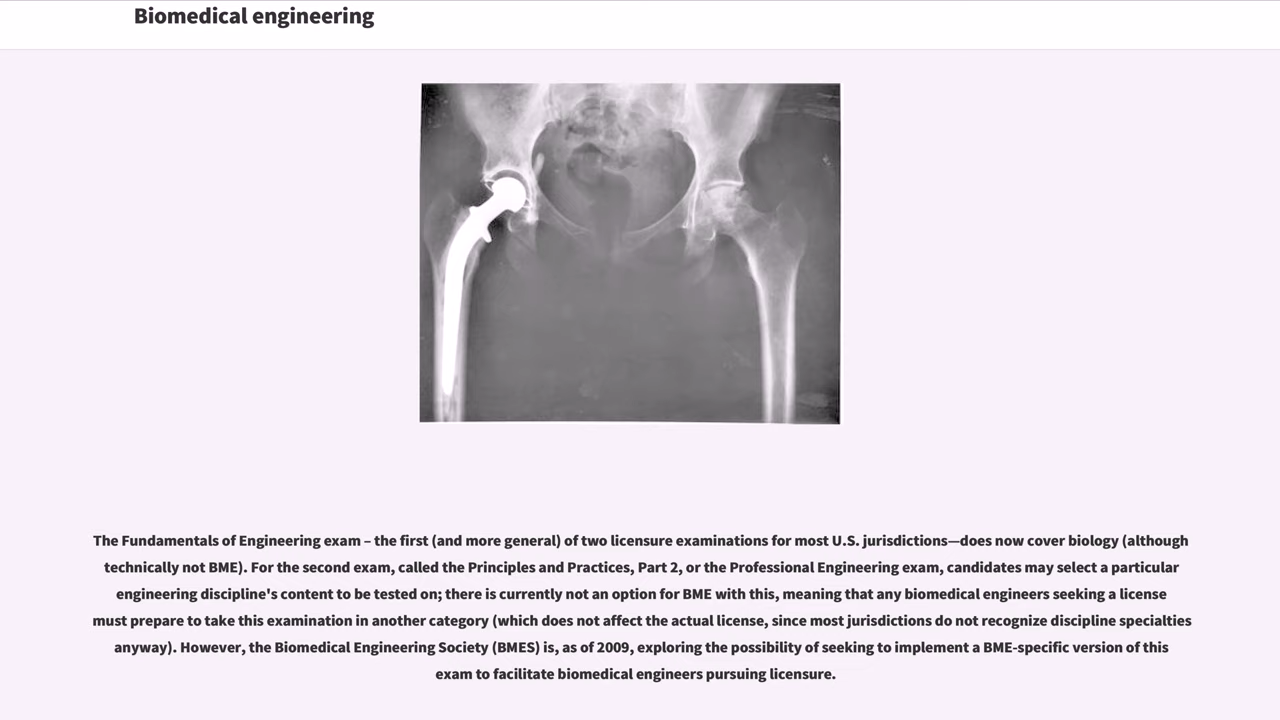 Biomedical engineering
The Fundamentals of Engineering exam – the first (and more general) of two licensure examinations for most U.S. jurisdictions—does now cover biology (although
technically not BME). For the second exam, called the Principles and Practices, Part 2, or the Professional Engineering exam, candidates may select a particular
engineering discipline's content to be tested on; there is currently not an option for BME with this, meaning that any biomedical engineers seeking a license
must prepare to take this examination in another category (which does not affect the actual license, since most jurisdictions do not recognize discipline specialties
anyway). However, the Biomedical Engineering Society (BMES) is, as of 2009, exploring the possibility of seeking to implement a BME-specific version of this
exam to facilitate biomedical engineers pursuing licensure.